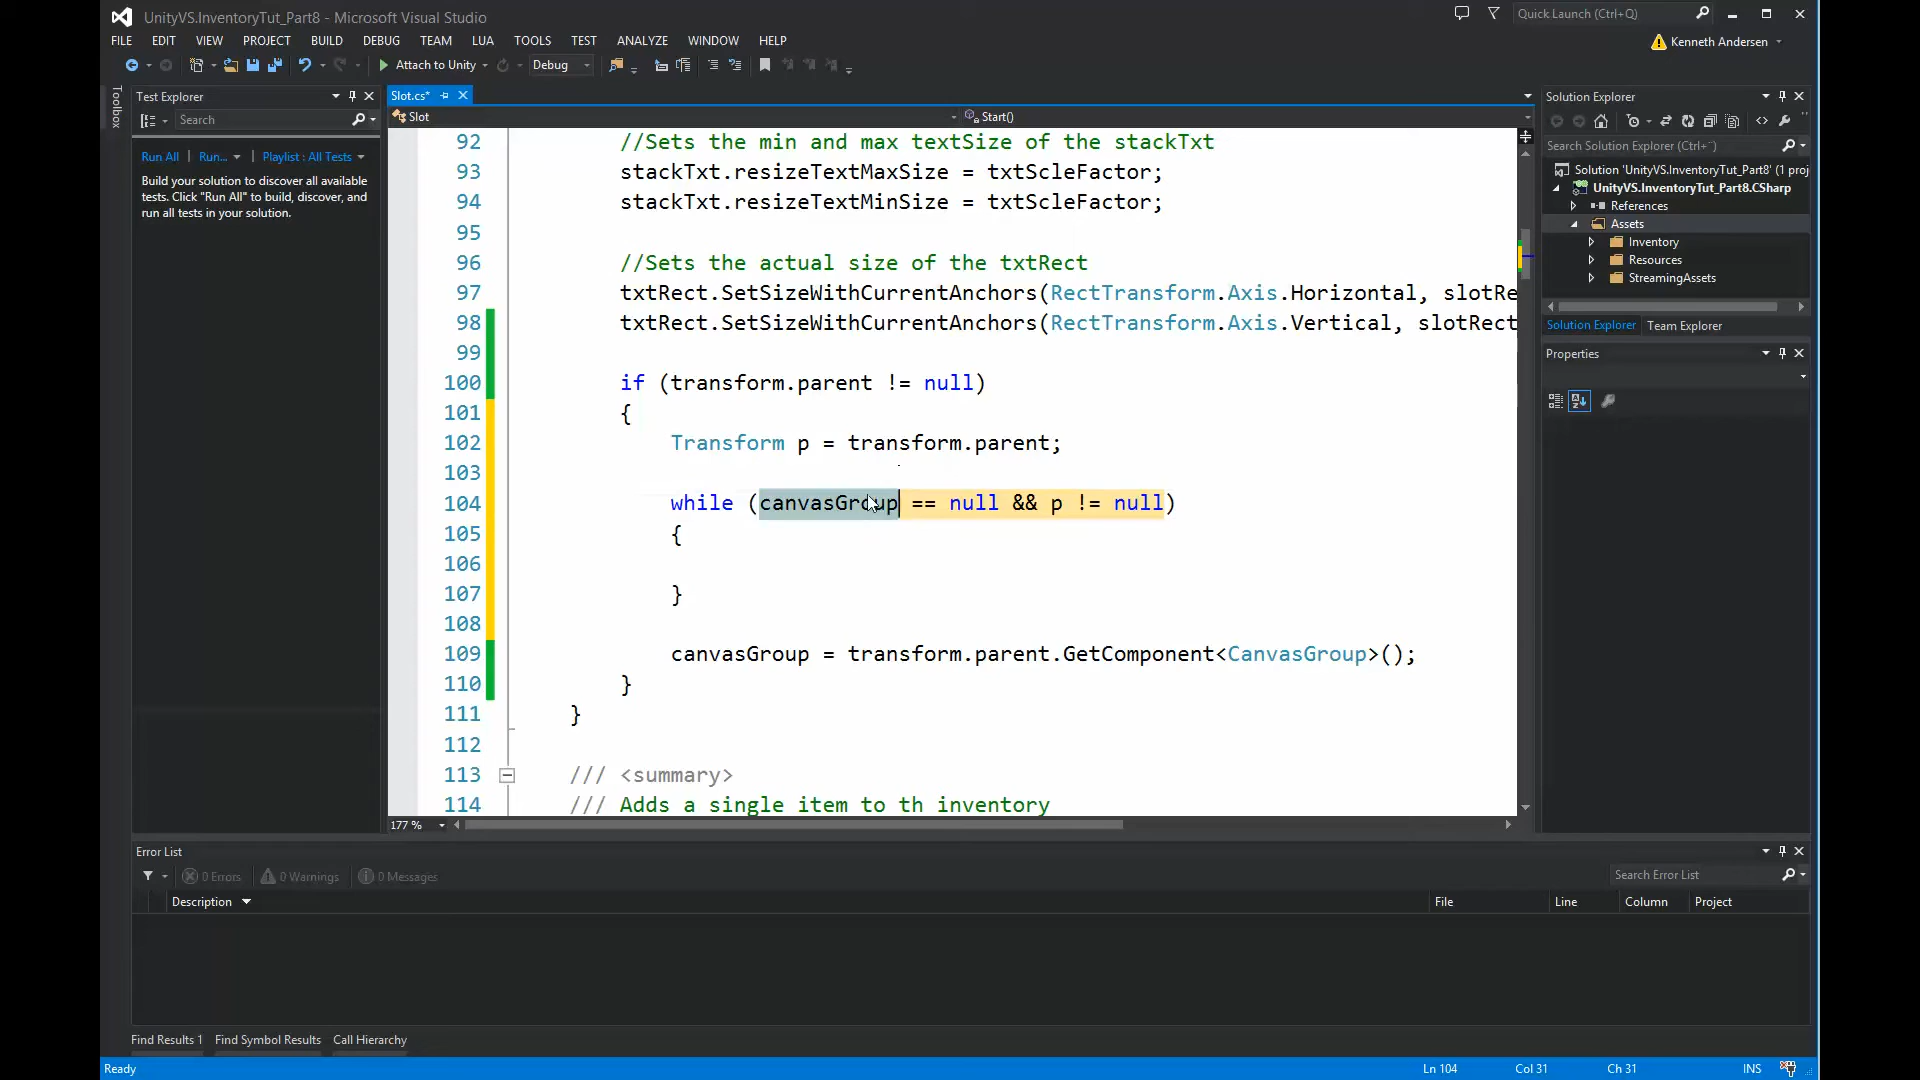 UnityVS.InventoryTut_Part8 - Microsoft Visual Studio
Quick Launch (Ctrl+Q)
FILE EDIT VIEW PROJECT BUILD DEBUG TEAM LUA TOOLS TEST ANALYZE WINDOW HELP
Kenneth Andersen
Attach to Unity Debug
Toolbox
Test Explorer
Search
Run All Run... Playlist : All Tests
Build your solution to discover all available
tests. Click "Run All" to build, discover, and
run all tests in your solution.
Slot.cs*
Slot Start()
92 //Sets the min and max textSize of the stackTxt
93 stackTxt.resizeTextMaxSize = txtScleFactor;
94 stackTxt.resizeTextMinSize = txtScleFactor;
95
96 //Sets the actual size of the txtRect
97 txtRect.SetSizeWithCurrentAnchors(RectTransform.Axis.Horizontal, slotRe
98 txtRect.SetSizeWithCurrentAnchors(RectTransform.Axis.Vertical, slotRect
99
100 if (transform.parent != null)
101 {
102 Transform p = transform.parent;
103
104 while (canvasGroup == null && p != null)
105 {
106
107 }
108
109 canvasGroup = transform.parent.GetComponent<CanvasGroup>();
110 }
111 }
112
113 /// <summary>
114 /// Adds a single item to th inventory
177 %
Solution Explorer
Search Solution Explorer (Ctrl+¨)
Solution 'UnityVS.InventoryTut_Part8' (1 proj
UnityVS.InventoryTut_Part8.CSharp
References
Assets
Inventory
Resources
StreamingAssets
Solution Explorer Team Explorer
Properties
Error List
0 Errors 0 Warnings 0 Messages
Search Error List
Description File Line Column Project
Find Results 1 Find Symbol Results Call Hierarchy
Ready Ln 104 Col 31 Ch 31 INS